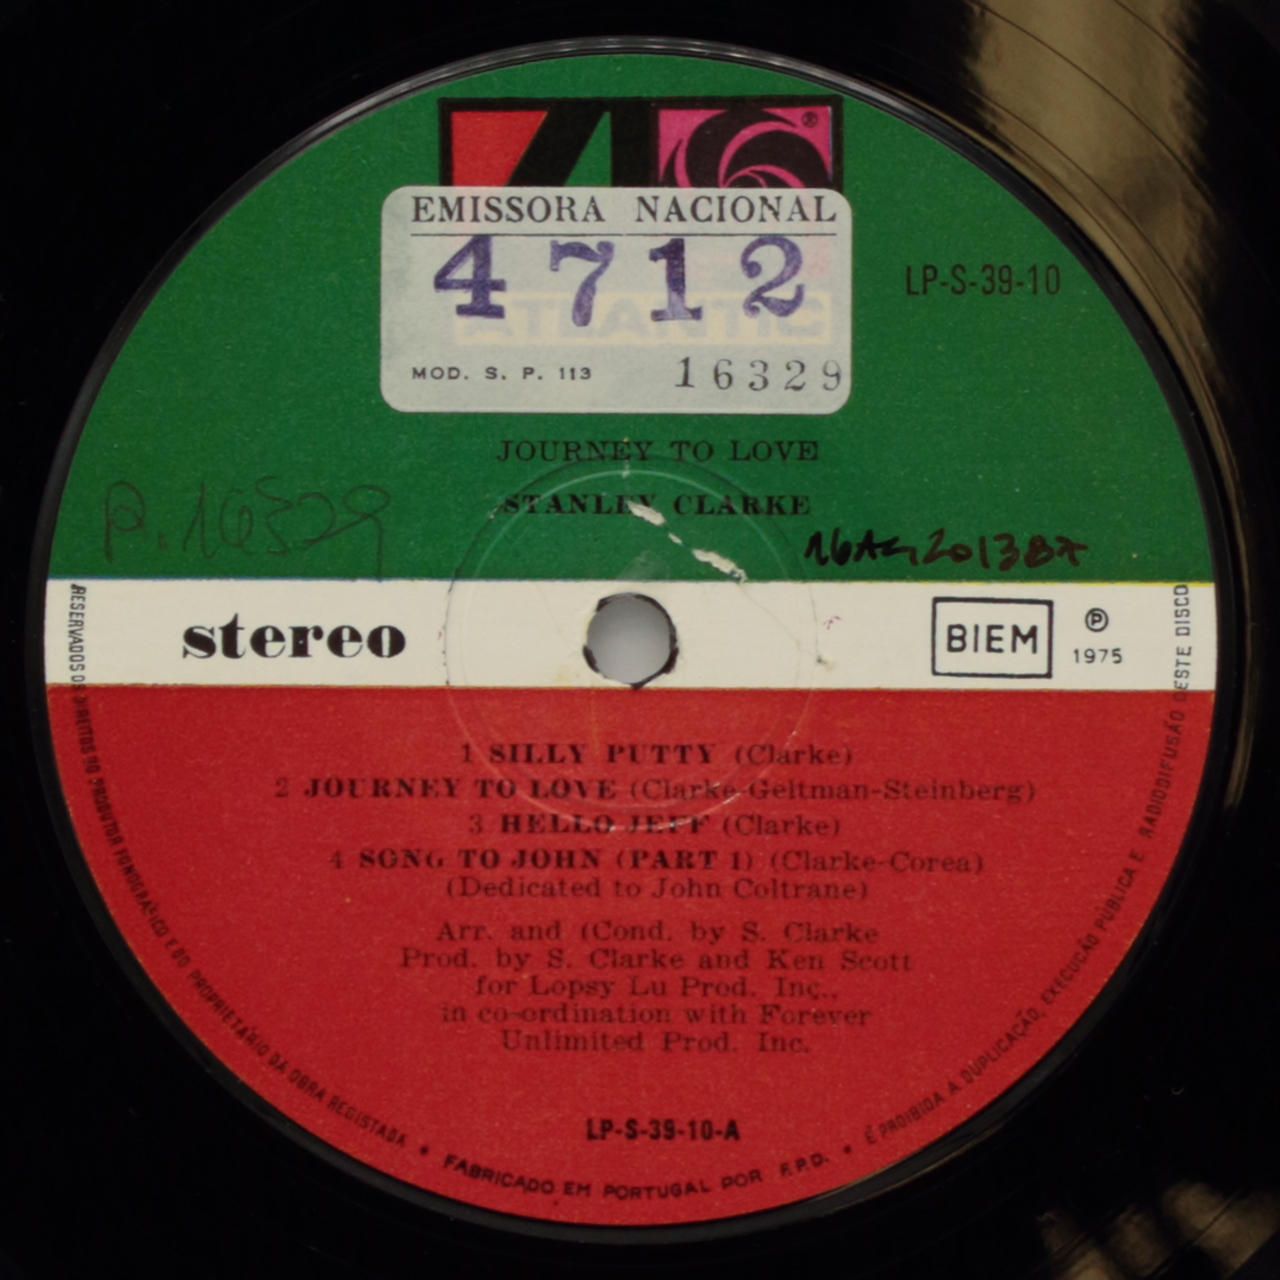 ®
EMISSORA NACIONAL
4712
MOD. S. P. 113 16329
LP-S-39-10
JOURNEY TO LOVE
STANLEY CLARKE
P.16329
stereo
BIEM
Ⓟ
1975
1 SILLY PUTTY (Clarke)
2 JOURNEY TO LOVE (Clarke-Geltman-Steinberg)
3 HELLO JEFF (Clarke)
4 SONG TO JOHN (PART 1) (Clarke-Corea)
(Dedicated to John Coltrane)
Arr. and (Cond. by S. Clarke
Prod. by S. Clarke and Ken Scott
for Lopsy Lu Prod. Inc.,
in co-ordination with Forever
Unlimited Prod. Inc.
LP-S-39-10-A
RESERVADOS OS DIREITOS DO PRODUTOR FONOGRÁFICO E DO PROPRIETÁRIO DA OBRA REGISTADA • FABRICADO EM PORTUGAL POR F.P.D. • É PROIBIDA A DUPLICAÇÃO, EXECUÇÃO PÚBLICA E RADIODIFUSÃO DESTE DISCO